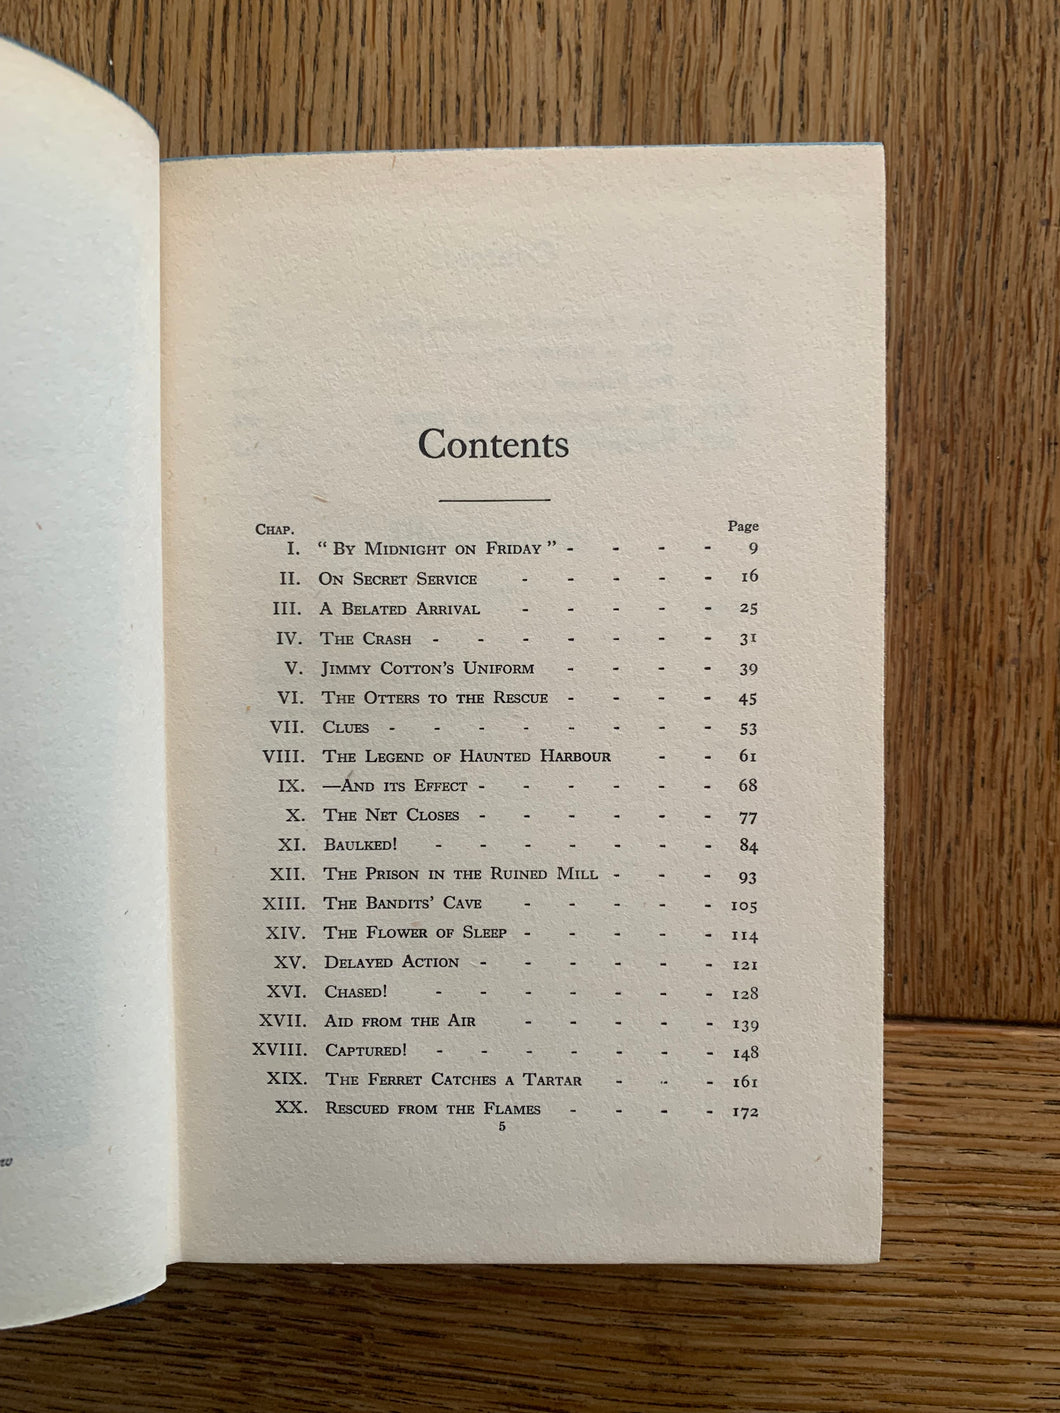 Contents
CHAP. Page
I. “ BY MIDNIGHT ON FRIDAY ” - - - - 9
II. ON SECRET SERVICE - - - - - 16
III. A BELATED ARRIVAL - - - - - 25
IV. THE CRASH - - - - - - - 31
V. JIMMY COTTON'S UNIFORM - - - - 39
VI. THE OTTERS TO THE RESCUE - - - - 45
VII. CLUES - - - - - - - - 53
VIII. THE LEGEND OF HAUNTED HARBOUR - - 61
IX. —AND ITS EFFECT - - - - - - 68
X. THE NET CLOSES - - - - - - 77
XI. BAULKED! - - - - - - - 84
XII. THE PRISON IN THE RUINED MILL - - - 93
XIII. THE BANDITS' CAVE - - - - - 105
XIV. THE FLOWER OF SLEEP - - - - - 114
XV. DELAYED ACTION - - - - - - 121
XVI. CHASED! - - - - - - - 128
XVII. AID FROM THE AIR - - - - - 139
XVIII. CAPTURED! - - - - - - - 148
XIX. THE FERRET CATCHES A TARTAR - - - 161
XX. RESCUED FROM THE FLAMES - - - - 172
5